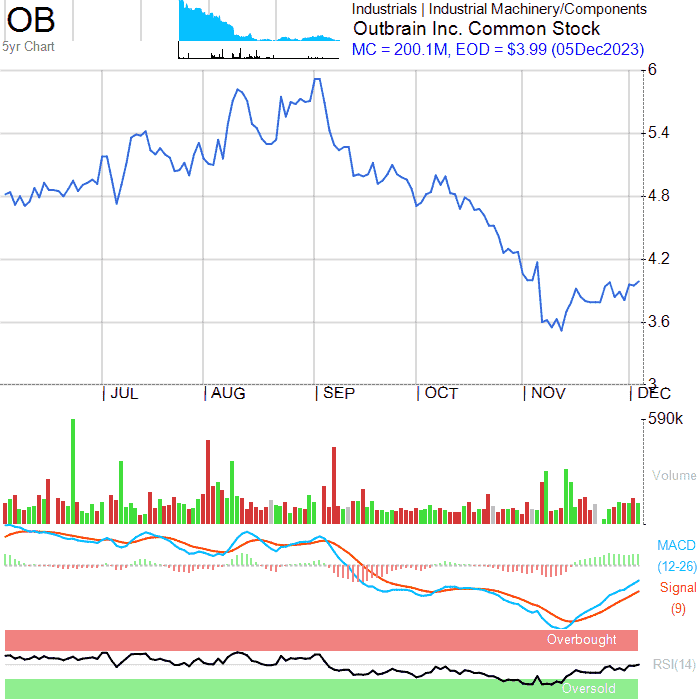 OB
5yr Chart
Industrials | Industrial Machinery/Components
Outbrain Inc. Common Stock
MC = 200.1M, EOD = $3.99 (05Dec2023)
6
5.4
4.8
4.2
3.6
3
| JUL | AUG | SEP | OCT | NOV | DEC
590k
Volume
MACD
(12-26)
Signal
(9)
Overbought
RSI(14)
Oversold